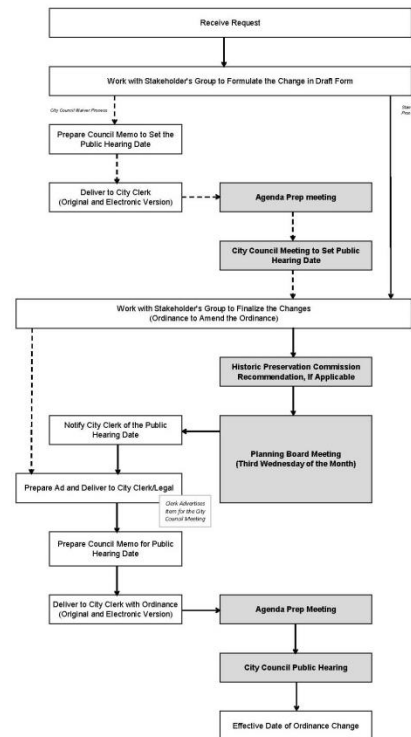 Receive Request
Work with Stakeholder's Group to Formulate the Change in Draft Form
City Council Waiver Process
Prepare Council Memo to Set the
Public Hearing Date
Deliver to City Clerk
(Original and Electronic Version)
Agenda Prep meeting
City Council Meeting to Set Public
Hearing Date
Work with Stakeholder's Group to Finalize the Changes
(Ordinance to Amend the Ordinance)
Historic Preservation Commission
Recommendation, If Applicable
Notify City Clerk of the Public
Hearing Date
Planning Board Meeting
(Third Wednesday of the Month)
Prepare Ad and Deliver to City Clerk/Legal
Clerk Advertises
Item for the City
Council Meeting
Prepare Council Memo for Public
Hearing Date
Deliver to City Clerk with Ordinance
(Original and Electronic Version)
Agenda Prep Meeting
City Council Public Hearing
Effective Date of Ordinance Change